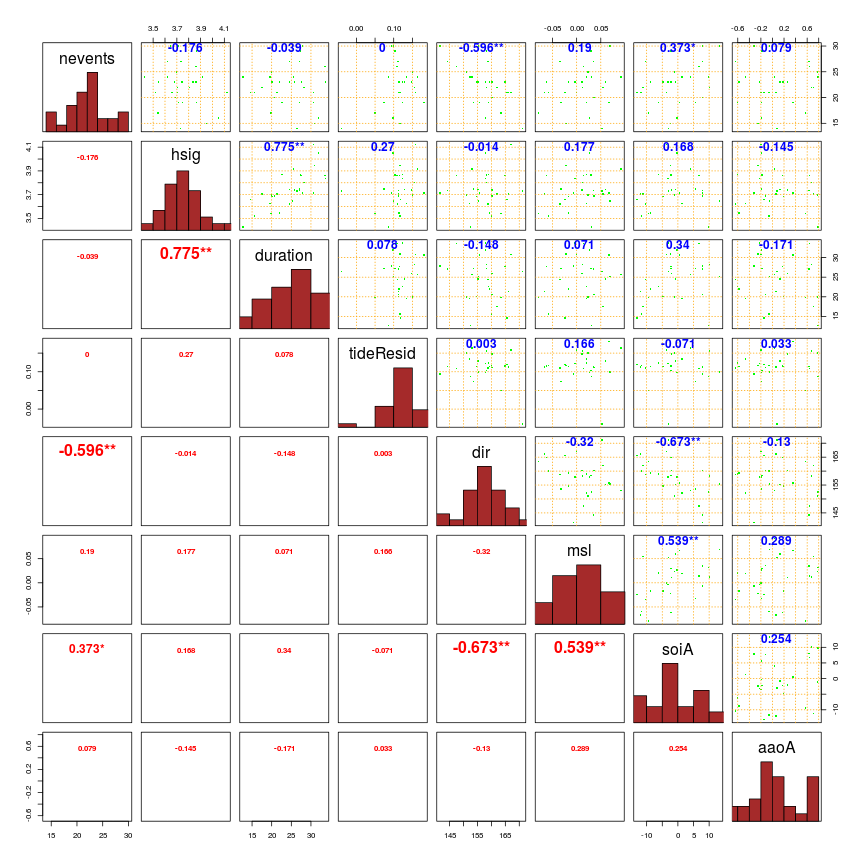 3.5 3.7 3.9 4.1 0.00 0.10 -0.05 0.00 0.05 -0.6 -0.2 0.2 0.6
nevents -0.176 -0.039 0 -0.596** 0.19 0.373* 0.079 15 20 25 30
3.5 3.7 3.9 4.1 -0.176 hsig 0.775** 0.27 -0.014 0.177 0.168 -0.145
-0.039 0.775** duration 0.078 -0.148 0.071 0.34 -0.171 15 20 25 30
0.00 0.10 0 0.27 0.078 tideResid 0.003 0.166 -0.071 0.033
-0.596** -0.014 -0.148 0.003 dir -0.32 -0.673** -0.13 145 155 165
-0.05 0.00 0.05 0.19 0.177 0.071 0.166 -0.32 msl 0.539** 0.289
0.373* 0.168 0.34 -0.071 -0.673** 0.539** soiA 0.254 -10 0 5 10
-0.6 -0.2 0.2 0.6 0.079 -0.145 -0.171 0.033 -0.13 0.289 0.254 aaoA
15 20 25 30 15 20 25 30 145 155 165 -10 0 5 10